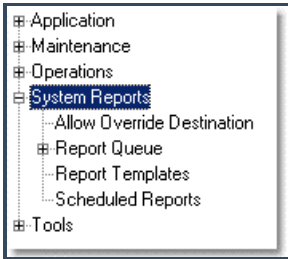 Application
Maintenance
Operations
System Reports
Allow Override Destination
Report Queue
Report Templates
Scheduled Reports
Tools